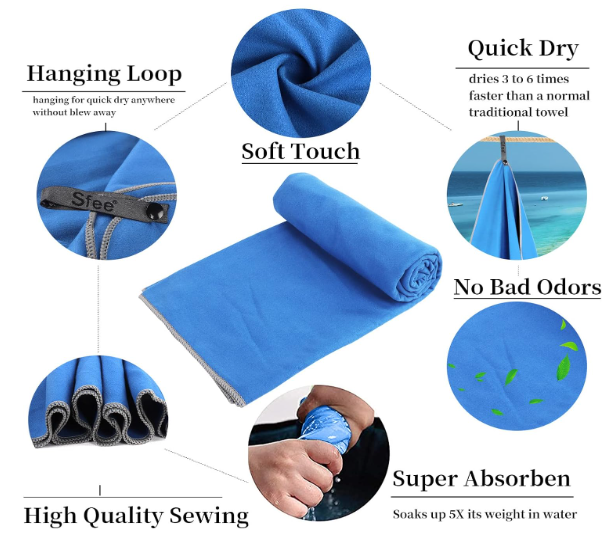 Hanging Loop
hanging for quick dry anywhere
without blew away
Soft Touch
Quick Dry
dries 3 to 6 times
faster than a normal
traditional towel
Sfee®
No Bad Odors
High Quality Sewing
Super Absorben
Soaks up 5X its weight in water